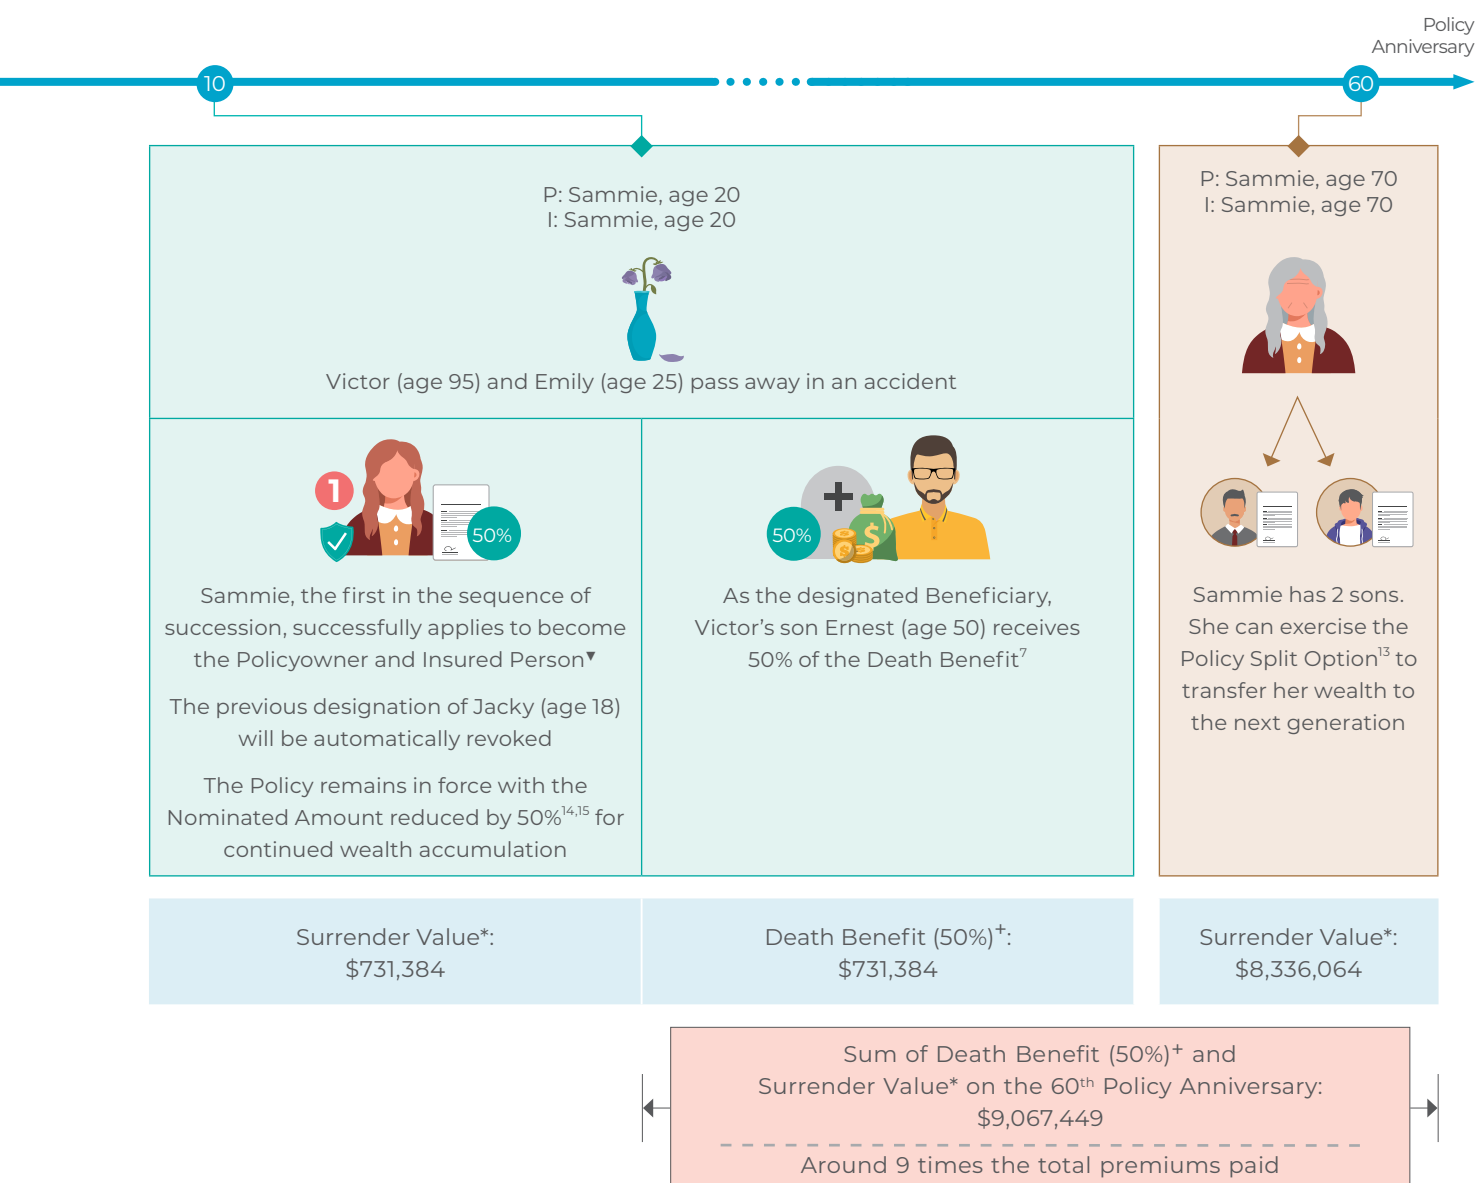 Policy
Anniversary
10
60
P: Sammie, age 20
I: Sammie, age 20
Victor (age 95) and Emily (age 25) pass away in an accident
1
50%
Sammie, the first in the sequence of
succession, successfully applies to become
the Policyowner and Insured Person▼
The previous designation of Jacky (age 18)
will be automatically revoked
The Policy remains in force with the
Nominated Amount reduced by 50%14,15 for
continued wealth accumulation
50%
$
$
As the designated Beneficiary,
Victor's son Ernest (age 50) receives
50% of the Death Benefit7
P: Sammie, age 70
I: Sammie, age 70
Sammie has 2 sons.
She can exercise the
Policy Split Option13 to
transfer her wealth to
the next generation
Surrender Value*:
$731,384
Death Benefit (50%)+:
$731,384
Surrender Value*:
$8,336,064
Sum of Death Benefit (50%)+ and
Surrender Value* on the 60th Policy Anniversary:
$9,067,449
Around 9 times the total premiums paid